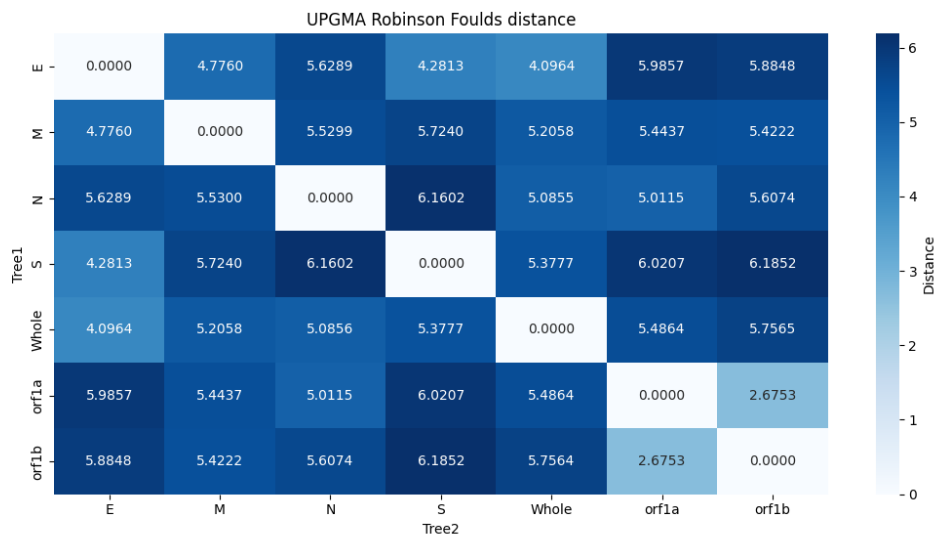 UPGMA Robinson Foulds distance
E 0.0000 4.7760 5.6289 4.2813 4.0964 5.9857 5.8848
M 4.7760 0.0000 5.5299 5.7240 5.2058 5.4437 5.4222
N 5.6289 5.5300 0.0000 6.1602 5.0855 5.0115 5.6074
S 4.2813 5.7240 6.1602 0.0000 5.3777 6.0207 6.1852
Whole 4.0964 5.2058 5.0856 5.3777 0.0000 5.4864 5.7565
orf1a 5.9857 5.4437 5.0115 6.0207 5.4864 0.0000 2.6753
orf1b 5.8848 5.4222 5.6074 6.1852 5.7564 2.6753 0.0000
E M N S Whole orf1a orf1b
Tree2
Tree1
6
5
4
3
2
1
0
Distance